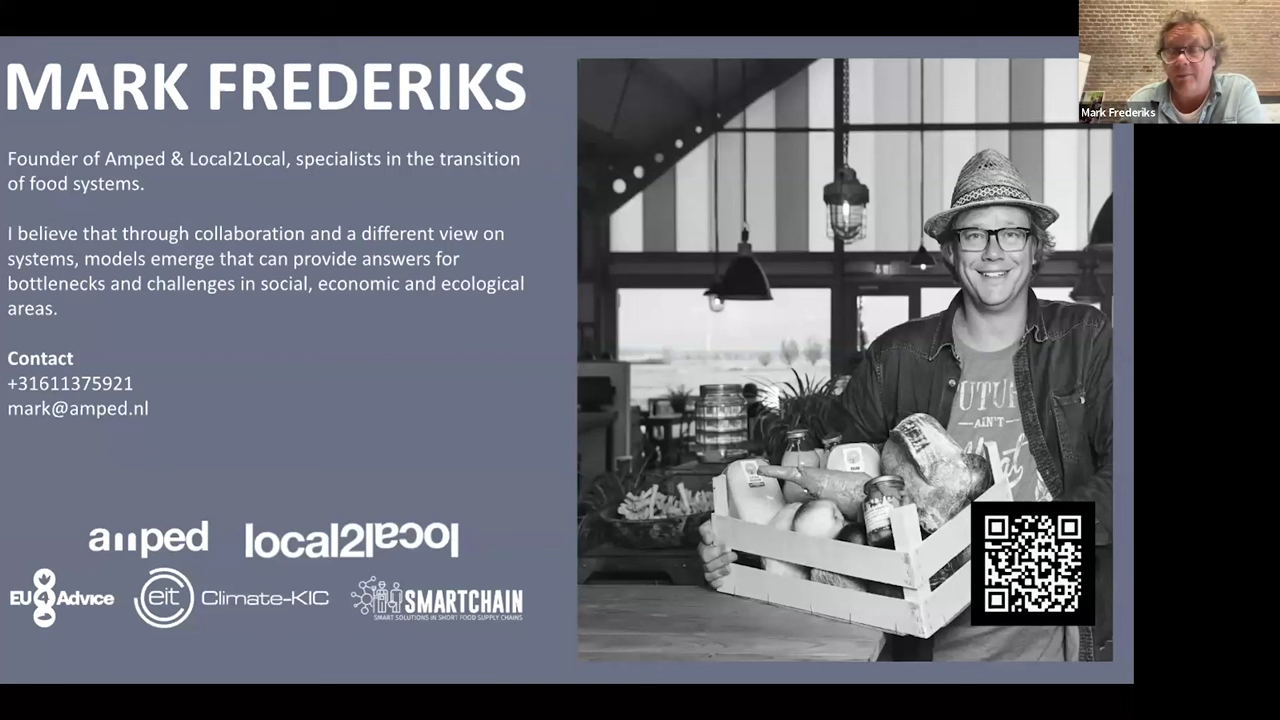 MARK FREDERIKS
Founder of Amped & Local2Local, specialists in the transition
of food systems.
I believe that through collaboration and a different view on
systems, models emerge that can provide answers for
bottlenecks and challenges in social, economic and ecological
areas.
Contact
+31611375921
mark@amped.nl
amped
local2local
EU4Advice
eit
Climate-KIC
SMARTCHAIN
SMART SOLUTIONS IN SHORT FOOD SUPPLY CHAINS
Mark Frederiks
AIN'T